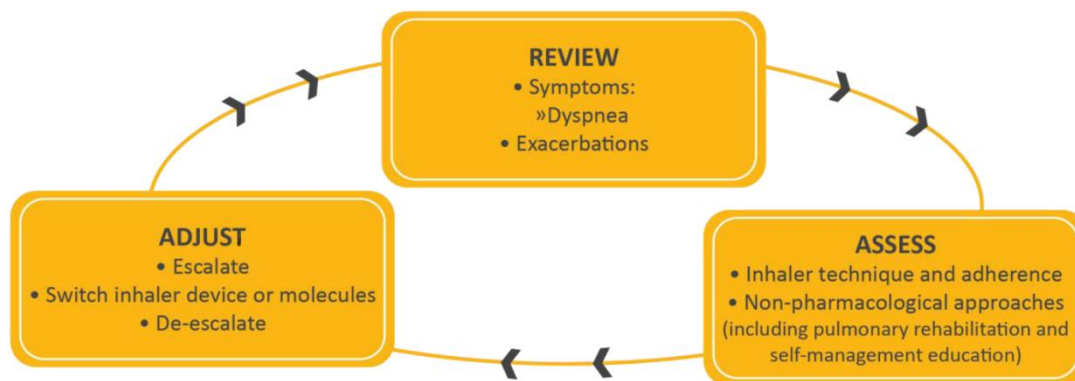 REVIEW
• Symptoms:
»Dyspnea
• Exacerbations
ADJUST
• Escalate
• Switch inhaler device or molecules
• De-escalate
ASSESS
• Inhaler technique and adherence
• Non-pharmacological approaches
(including pulmonary rehabilitation and
self-management education)